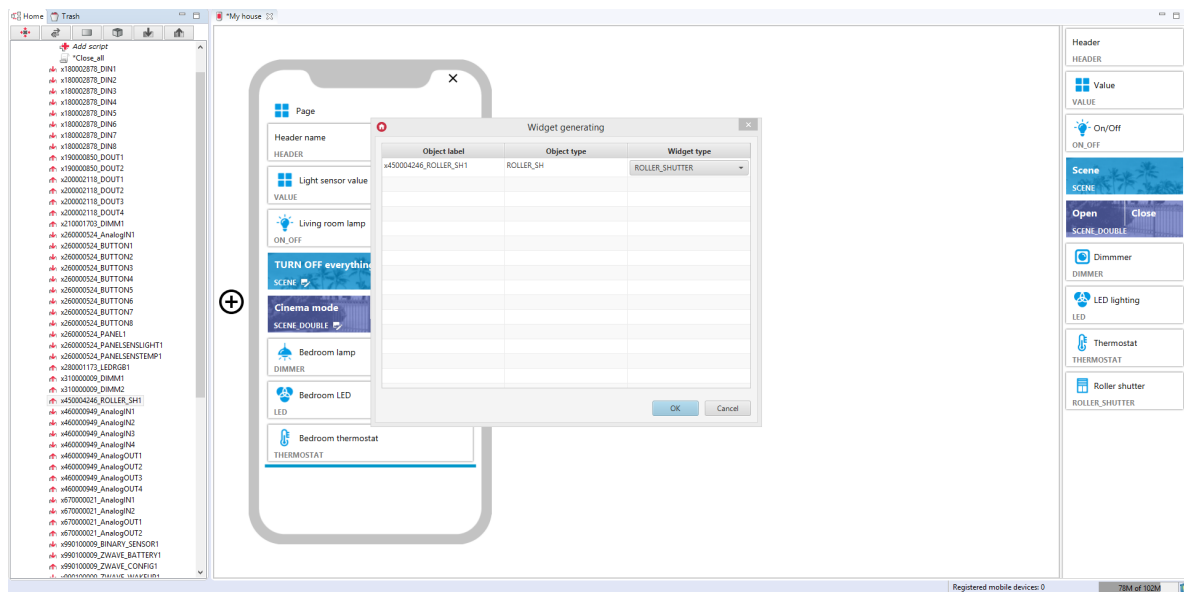 Home
Trash
*My house
Add script
*Close_all
x180002878_DIN1
x180002878_DIN2
x180002878_DIN3
x180002878_DIN4
x180002878_DIN5
x180002878_DIN6
x180002878_DIN7
x180002878_DIN8
x190000850_DOUT1
x190000850_DOUT2
x200002118_DOUT1
x200002118_DOUT2
x200002118_DOUT3
x200002118_DOUT4
x210001703_DIMM1
x260000524_AnalogIN1
x260000524_BUTTON1
x260000524_BUTTON2
x260000524_BUTTON3
x260000524_BUTTON4
x260000524_BUTTON5
x260000524_BUTTON6
x260000524_BUTTON7
x260000524_BUTTON8
x260000524_PANEL1
x260000524_PANELSENSLIGHT1
x260000524_PANELSENSTEMP1
x280001173_LEDRGB1
x310000009_DIMM1
x310000009_DIMM2
x450004246_ROLLER_SH1
x460000949_AnalogIN1
x460000949_AnalogIN2
x460000949_AnalogIN3
x460000949_AnalogIN4
x460000949_AnalogOUT1
x460000949_AnalogOUT2
x460000949_AnalogOUT3
x460000949_AnalogOUT4
x670000021_AnalogIN1
x670000021_AnalogIN2
x670000021_AnalogOUT1
x670000021_AnalogOUT2
x990100009_BINARY_SENSOR1
x990100009_ZWAVE_BATTERY1
x990100009_ZWAVE_CONFIG1
x990100009_ZWAVE_WAKEUP1
Page
Header name
HEADER
Light sensor value
VALUE
Living room lamp
ON_OFF
TURN OFF everything
SCENE
Cinema mode
SCENE_DOUBLE
Bedroom lamp
DIMMER
Bedroom LED
LED
Bedroom thermostat
THERMOSTAT
Widget generating
Object label Object type Widget type
x450004246_ROLLER_SH1 ROLLER_SH ROLLER_SHUTTER
OK Cancel
Header
HEADER
Value
VALUE
On/Off
ON_OFF
Scene
SCENE
Open Close
SCENE_DOUBLE
Dimmmer
DIMMER
LED lighting
LED
Thermostat
THERMOSTAT
Roller shutter
ROLLER_SHUTTER
Registered mobile devices: 0
78M of 102M